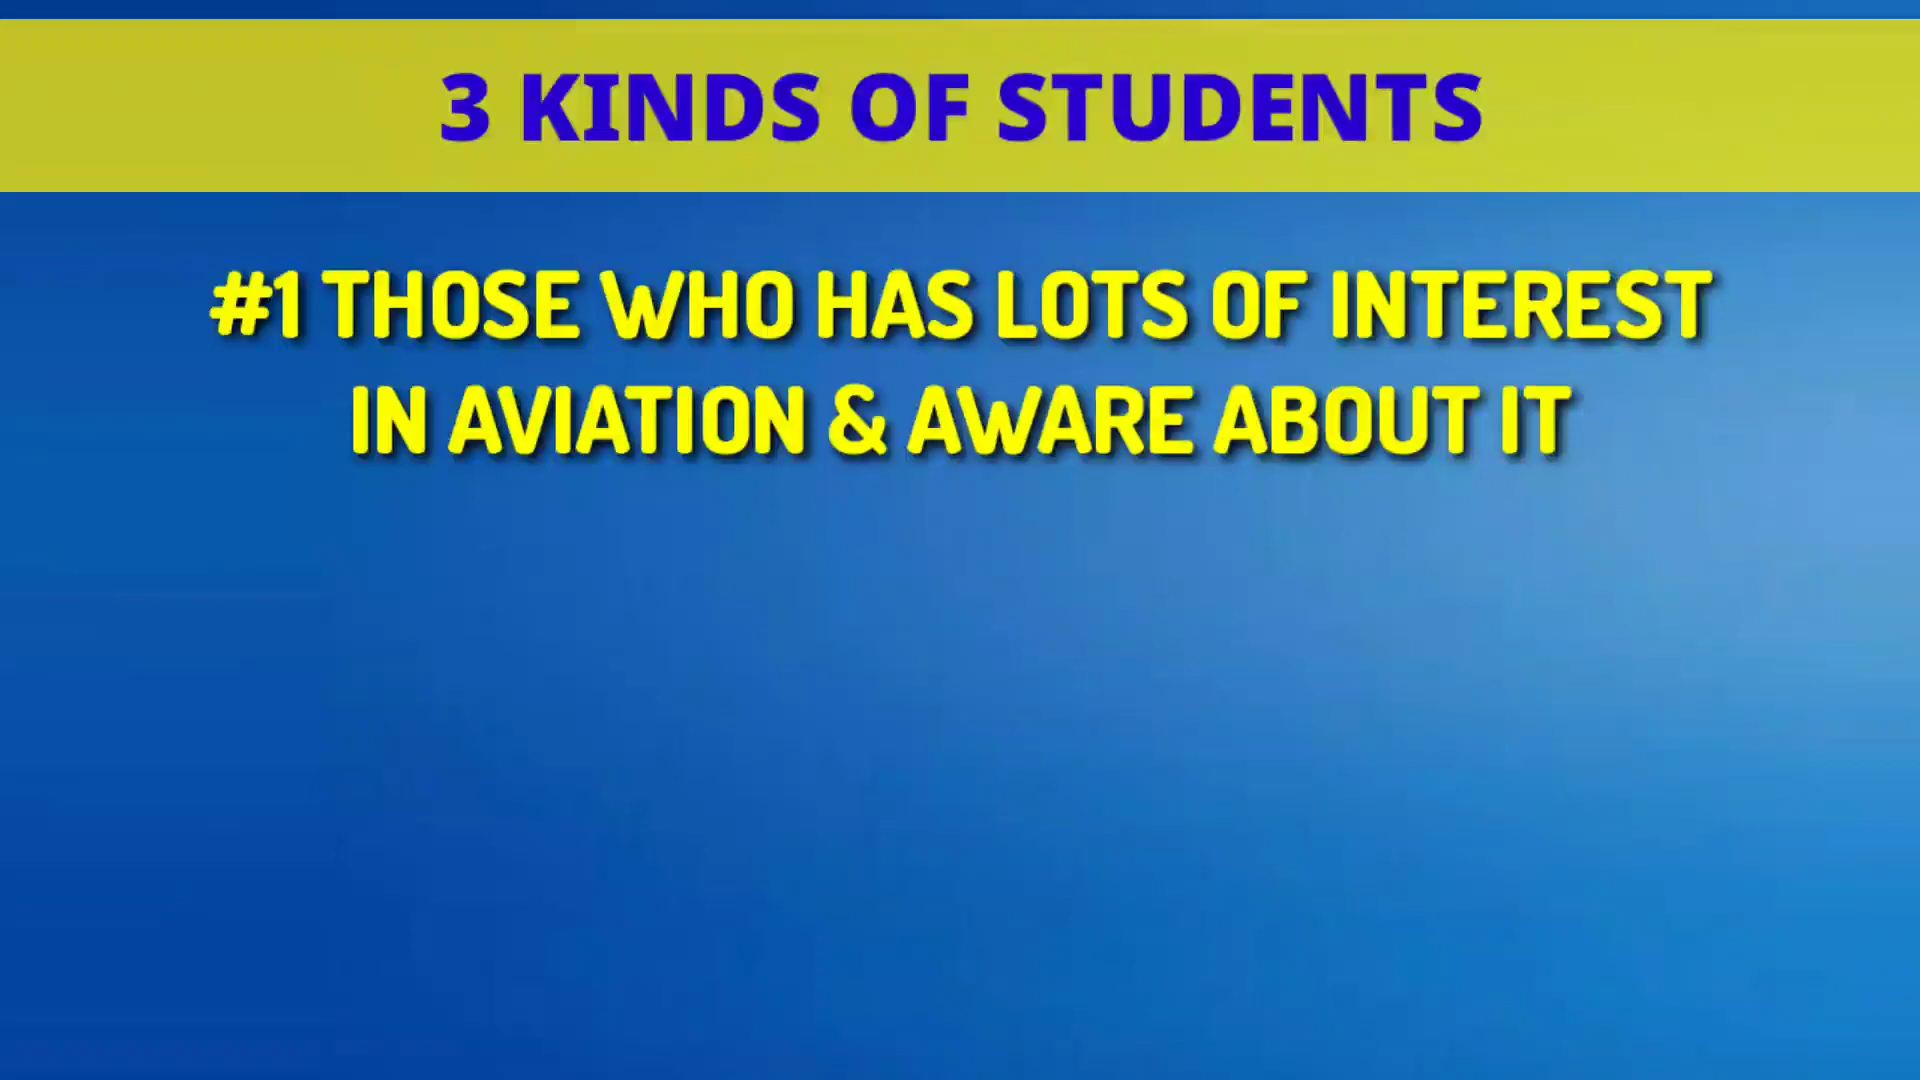 3 KINDS OF STUDENTS
#1 THOSE WHO HAS LOTS OF INTEREST
IN AVIATION & AWARE ABOUT IT